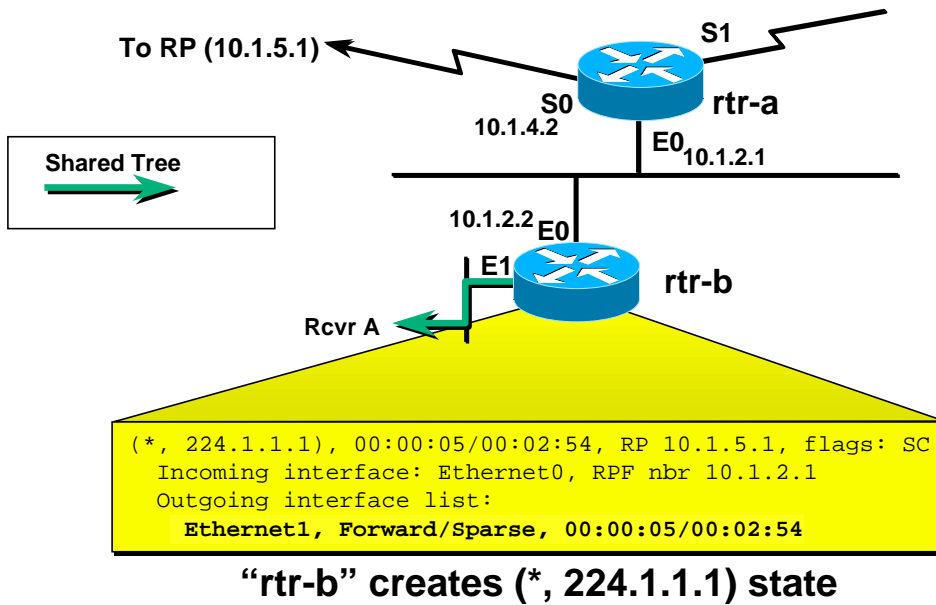 S1
To RP (10.1.5.1)
S0
rtr-a
10.1.4.2
E0
10.1.2.1
Shared Tree
10.1.2.2
E0
E1
rtr-b
Rcvr A
(*, 224.1.1.1), 00:00:05/00:02:54, RP 10.1.5.1, flags: SC
Incoming interface: Ethernet0, RPF nbr 10.1.2.1
Outgoing interface list:
Ethernet1, Forward/Sparse, 00:00:05/00:02:54
“rtr-b” creates (*, 224.1.1.1) state